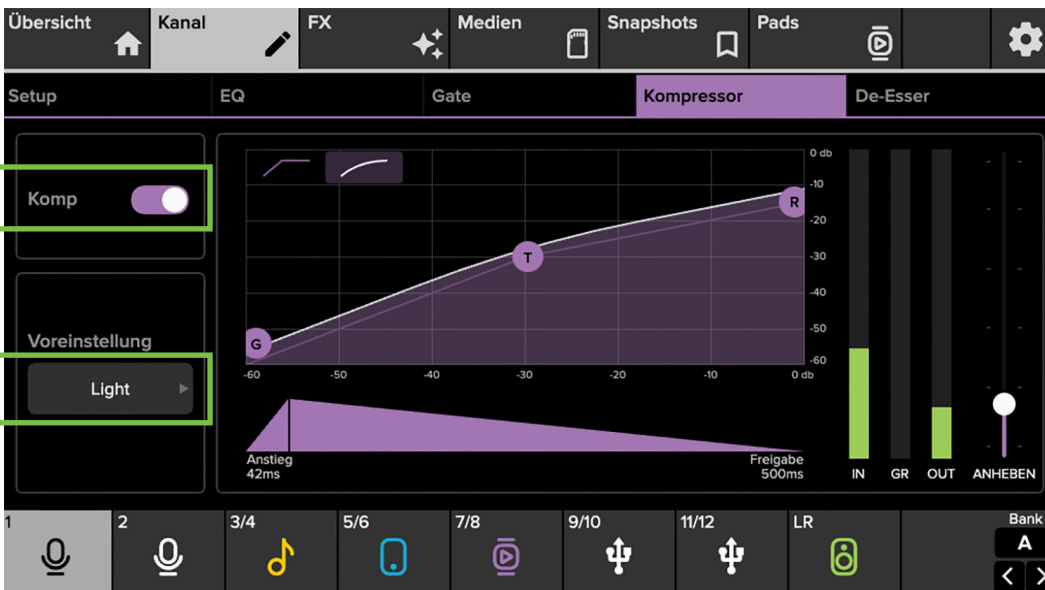 Übersicht
Kanal
FX
Medien
Snapshots
Pads
Setup
EQ
Gate
Kompressor
De-Esser
Komp
Voreinstellung
Light
G
T
R
0 db
-10
-20
-30
-40
-50
-60
-60
-50
-40
-30
-20
-10
0 db
Anstieg
42ms
Freigabe
500ms
IN
GR
OUT
ANHEBEN
1
2
3/4
5/6
7/8
9/10
11/12
LR
Bank
A